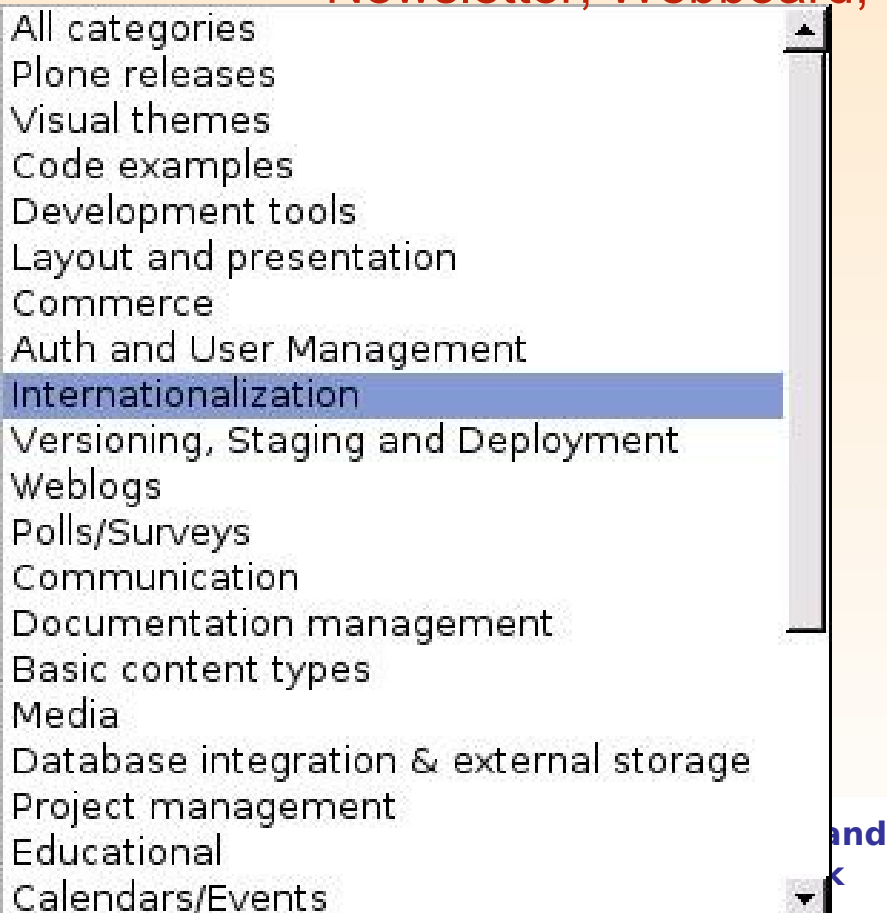 Newsletter, Webboard,
All categories
Plone releases
Visual themes
Code examples
Development tools
Layout and presentation
Commerce
Auth and User Management
Internationalization
Versioning, Staging and Deployment
Weblogs
Polls/Surveys
Communication
Documentation management
Basic content types
Media
Database integration & external storage
Project management
Educational
Calendars/Events